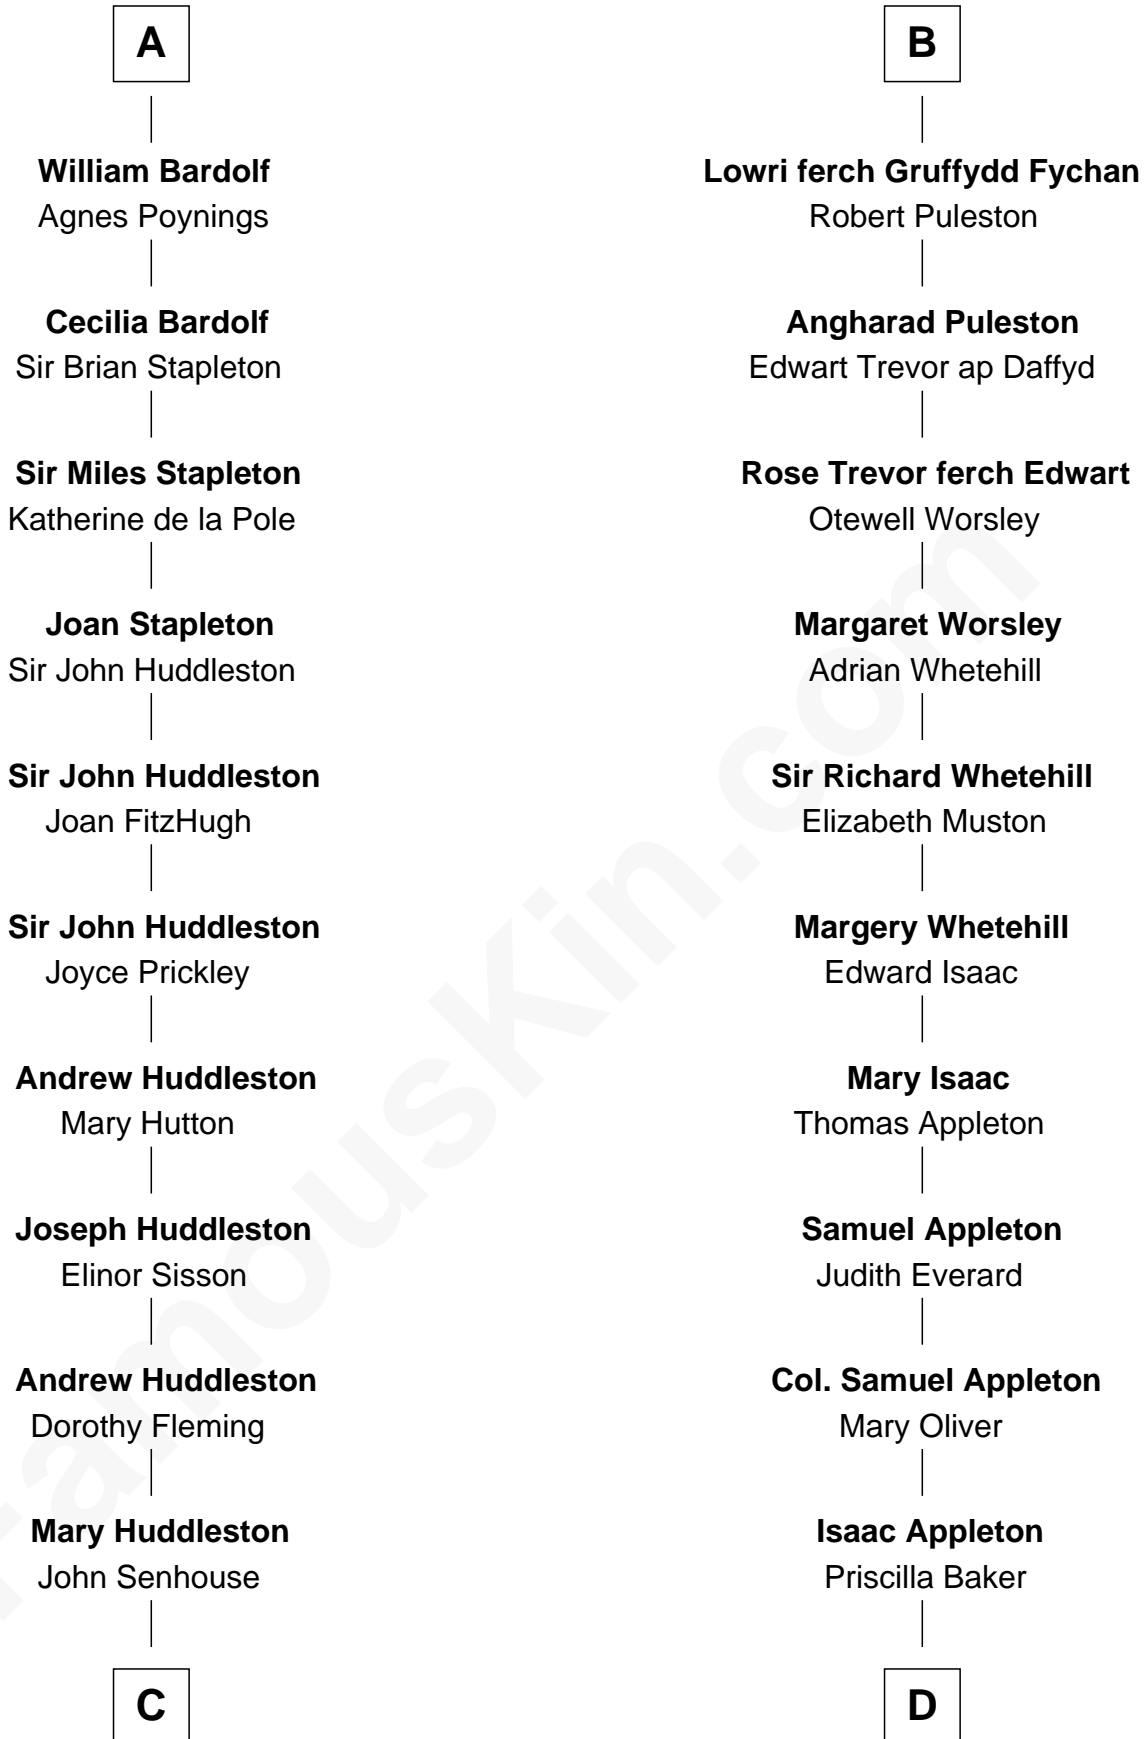 A
William Bardolf
Agnes Poynings
Cecilia Bardolf
Sir Brian Stapleton
Sir Miles Stapleton
Katherine de la Pole
Joan Stapleton
Sir John Huddleston
Sir John Huddleston
Joan FitzHugh
Sir John Huddleston
Joyce Prickley
Andrew Huddleston
Mary Hutton
Joseph Huddleston
Elinor Sisson
Andrew Huddleston
Dorothy Fleming
Mary Huddleston
John Senhouse
C
B
Lowri ferch Gruffydd Fychan
Robert Puleston
Angharad Puleston
Edwart Trevor ap Daffyd
Rose Trevor ferch Edwart
Otewell Worsley
Margaret Worsley
Adrian Whetehill
Sir Richard Whetehill
Elizabeth Muston
Margery Whetehill
Edward Isaac
Mary Isaac
Thomas Appleton
Samuel Appleton
Judith Everard
Col. Samuel Appleton
Mary Oliver
Isaac Appleton
Priscilla Baker
D
FamousKin.com